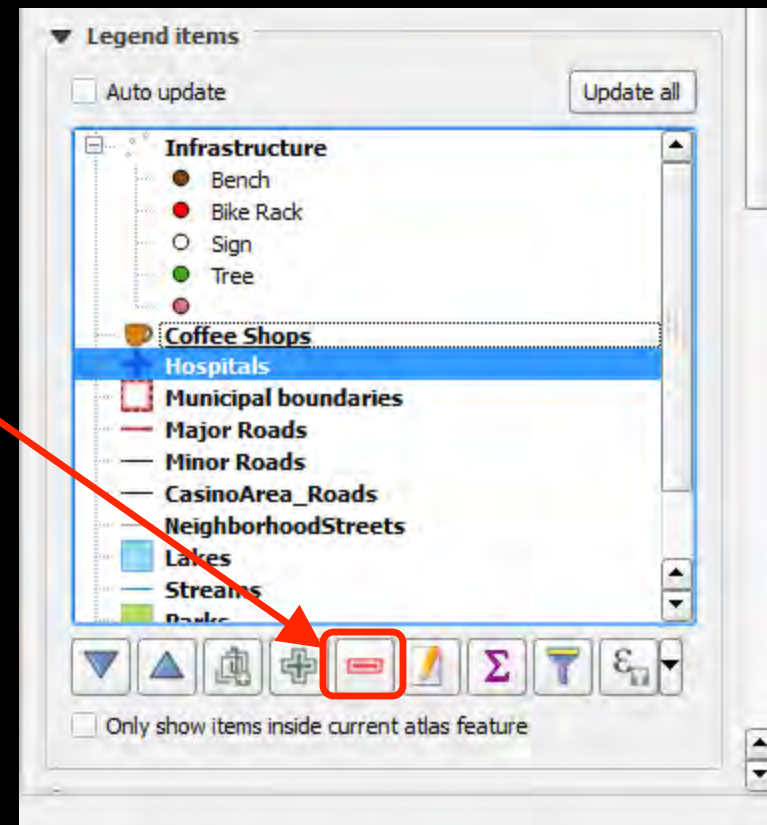 Legend items
Auto update
Update all
Infrastructure
Bench
Bike Rack
Sign
Tree
Coffee Shops
Hospitals
Municipal boundaries
Major Roads
Minor Roads
CasinoArea_Roads
NeighborhoodStreets
Lakes
Streams
Parks
Σ
ε
Only show items inside current atlas feature